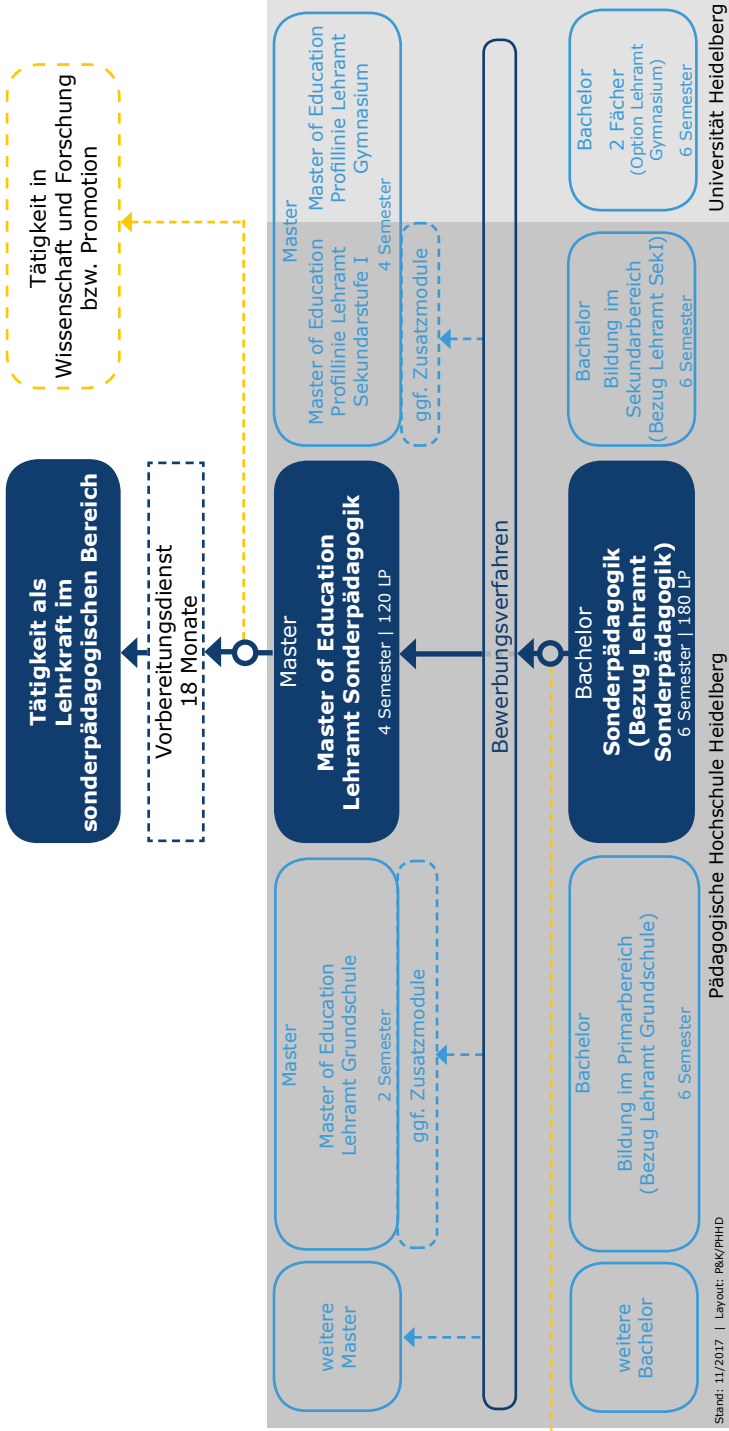 Tätigkeit als
Lehrkraft im
sonderpädagogischen Bereich
Tätigkeit in
Wissenschaft und Forschung
bzw. Promotion
Vorbereitungsdienst
18 Monate
weitere
Master
Master
Master of Education
Lehramt Grundschule
2 Semester
ggf. Zusatzmodule
Master
Master of Education
Lehramt Sonderpädagogik
4 Semester | 120 LP
Master
Master of Education
Profillinie Lehramt
Sekundarstufe I
Master of Education
Profillinie Lehramt
Gymnasium
4 Semester
ggf. Zusatzmodule
Bewerbungsverfahren
weitere
Bachelor
Bachelor
Bildung im Primarbereich
(Bezug Lehramt Grundschule)
6 Semester
Bachelor
Sonderpädagogik
(Bezug Lehramt
Sonderpädagogik)
6 Semester | 180 LP
Bachelor
Bildung im
Sekundarbereich
(Bezug Lehramt SekI)
6 Semester
Bachelor
2 Fächer
(Option Lehramt
Gymnasium)
6 Semester
Pädagogische Hochschule Heidelberg
Universität Heidelberg
Stand: 11/2017 | Layout: P&K/PHHD